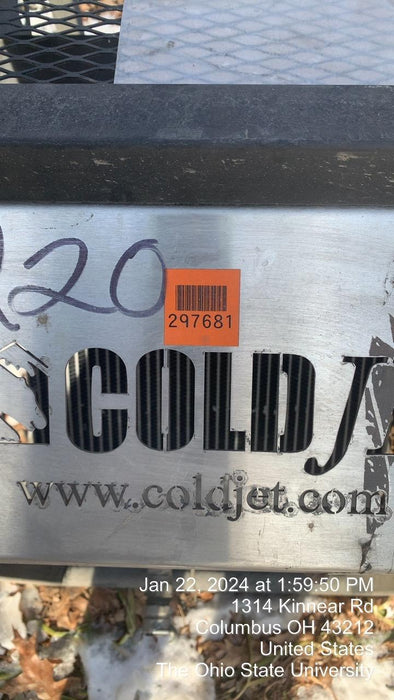 120
297681
COLD J
www.coldjet.com
Jan 22, 2024 at 1:59:50 PM
1314 Kinnear Rd
Columbus OH 43212
United States
The Ohio State University